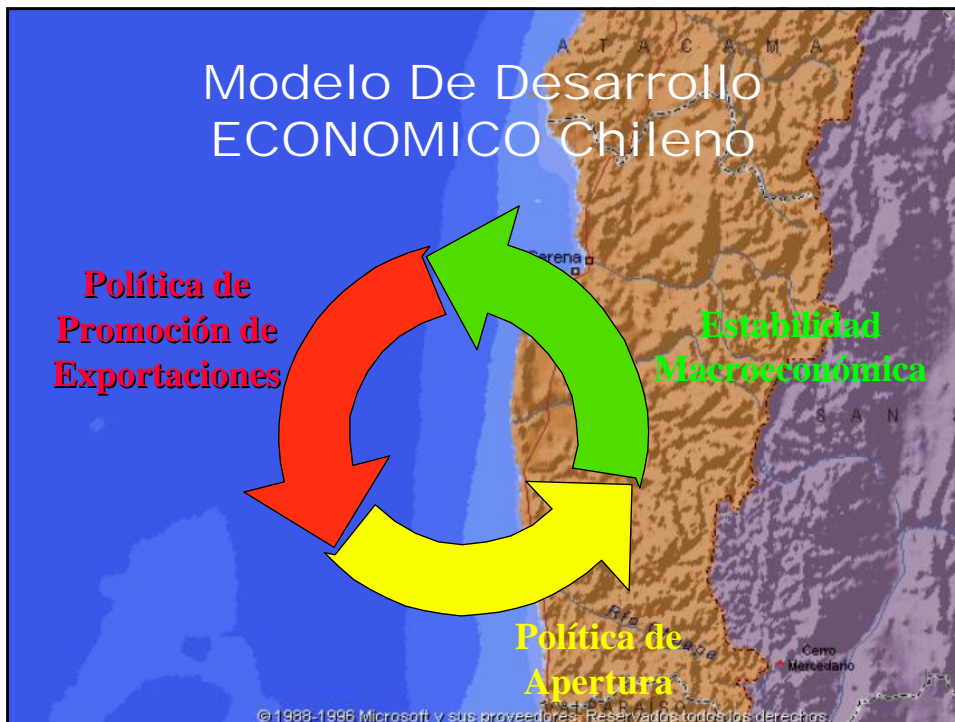 Modelo De Desarrollo
ECONOMICO Chileno
A T A C A M A
Serena
Política de
Promoción de
Exportaciones
Estabilidad
Macroeconómica
S A N
Política de
Apertura
Río
Cerro
Mercedario
© 1988-1996 Microsoft y sus proveedores. Reservados todos los derechos.